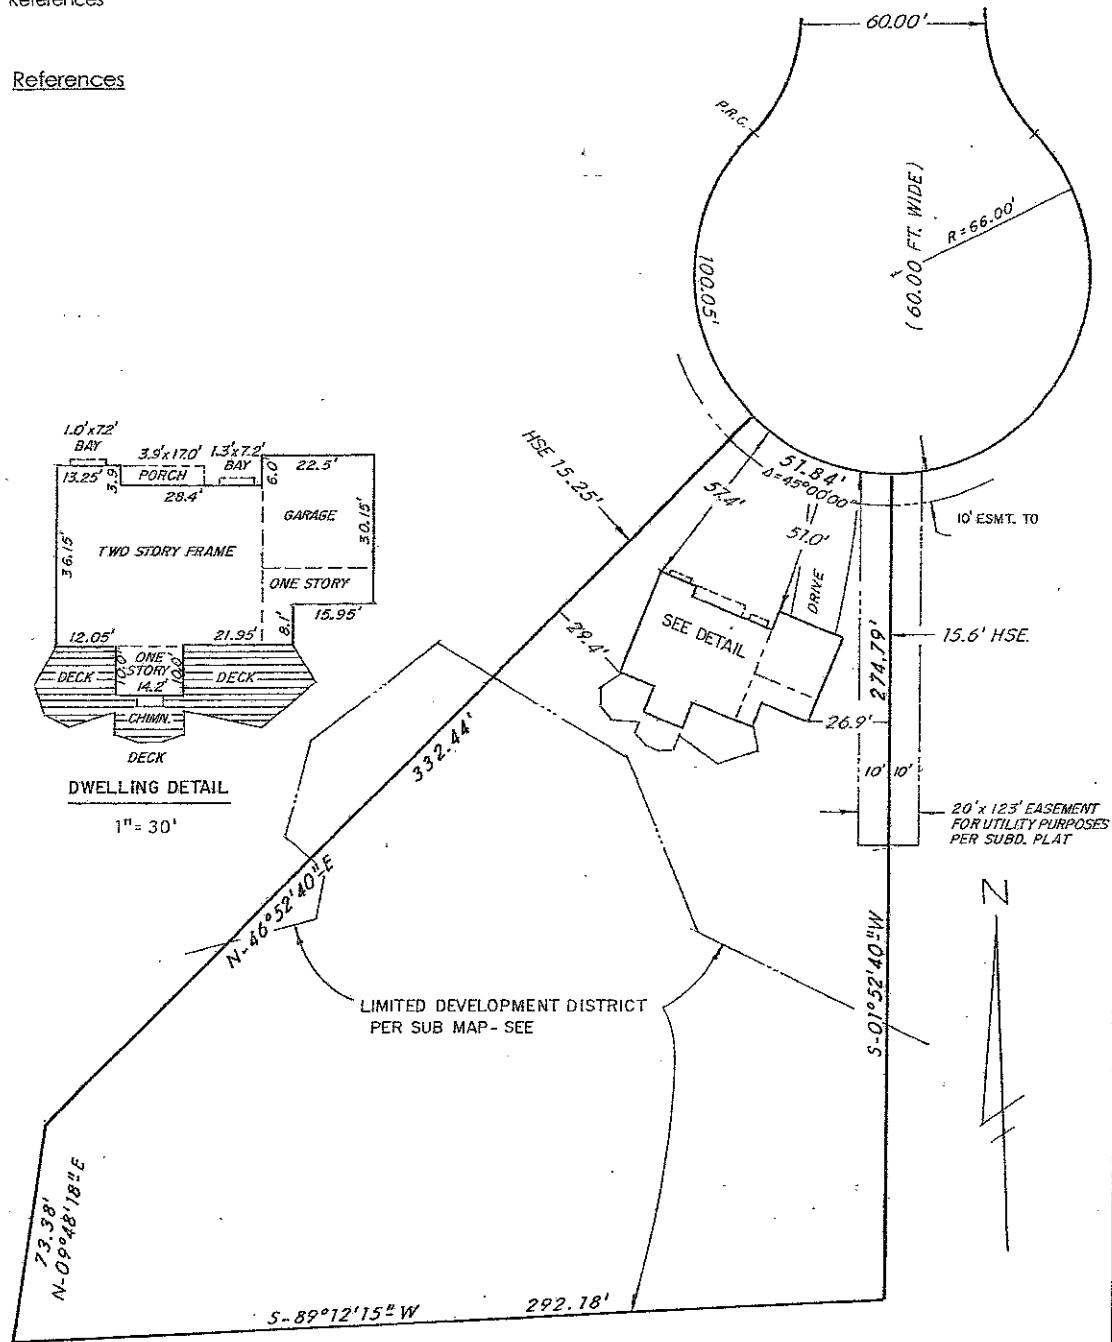 References
References
60.00'
P.R.C.
(60.00 FT. WIDE)
R=66.00'
100.05'
HSE 15.25'
51.84'
Δ=45°00'00"
57.4'
51.0'
10' ESMT. TO
DRIVE
SEE DETAIL
29.4'
274.79'
15.6' HSE.
26.9'
10' 10'
20' x 123' EASEMENT
FOR UTILITY PURPOSES
PER SUBD. PLAT
1.0'x7.2'
BAY
3.9'x17.0'
PORCH
1.3'x7.2'
BAY
22.5'
13.25'
3.9'
28.4'
6.0'
GARAGE
30.15'
36.15'
TWO STORY FRAME
ONE STORY
15.95'
8.1'
12.05'
21.95'
DECK
10.0'
ONE
STORY
14.2'
10.0'
DECK
CHIMN.
DECK
DWELLING DETAIL
1"= 30'
332.44'
N-46°52'40"E
LIMITED DEVELOPMENT DISTRICT
PER SUB MAP- SEE
S-01°52'40"W
N
73.38'
N-09°48'18"E
S-89°12'15"W
292.18'